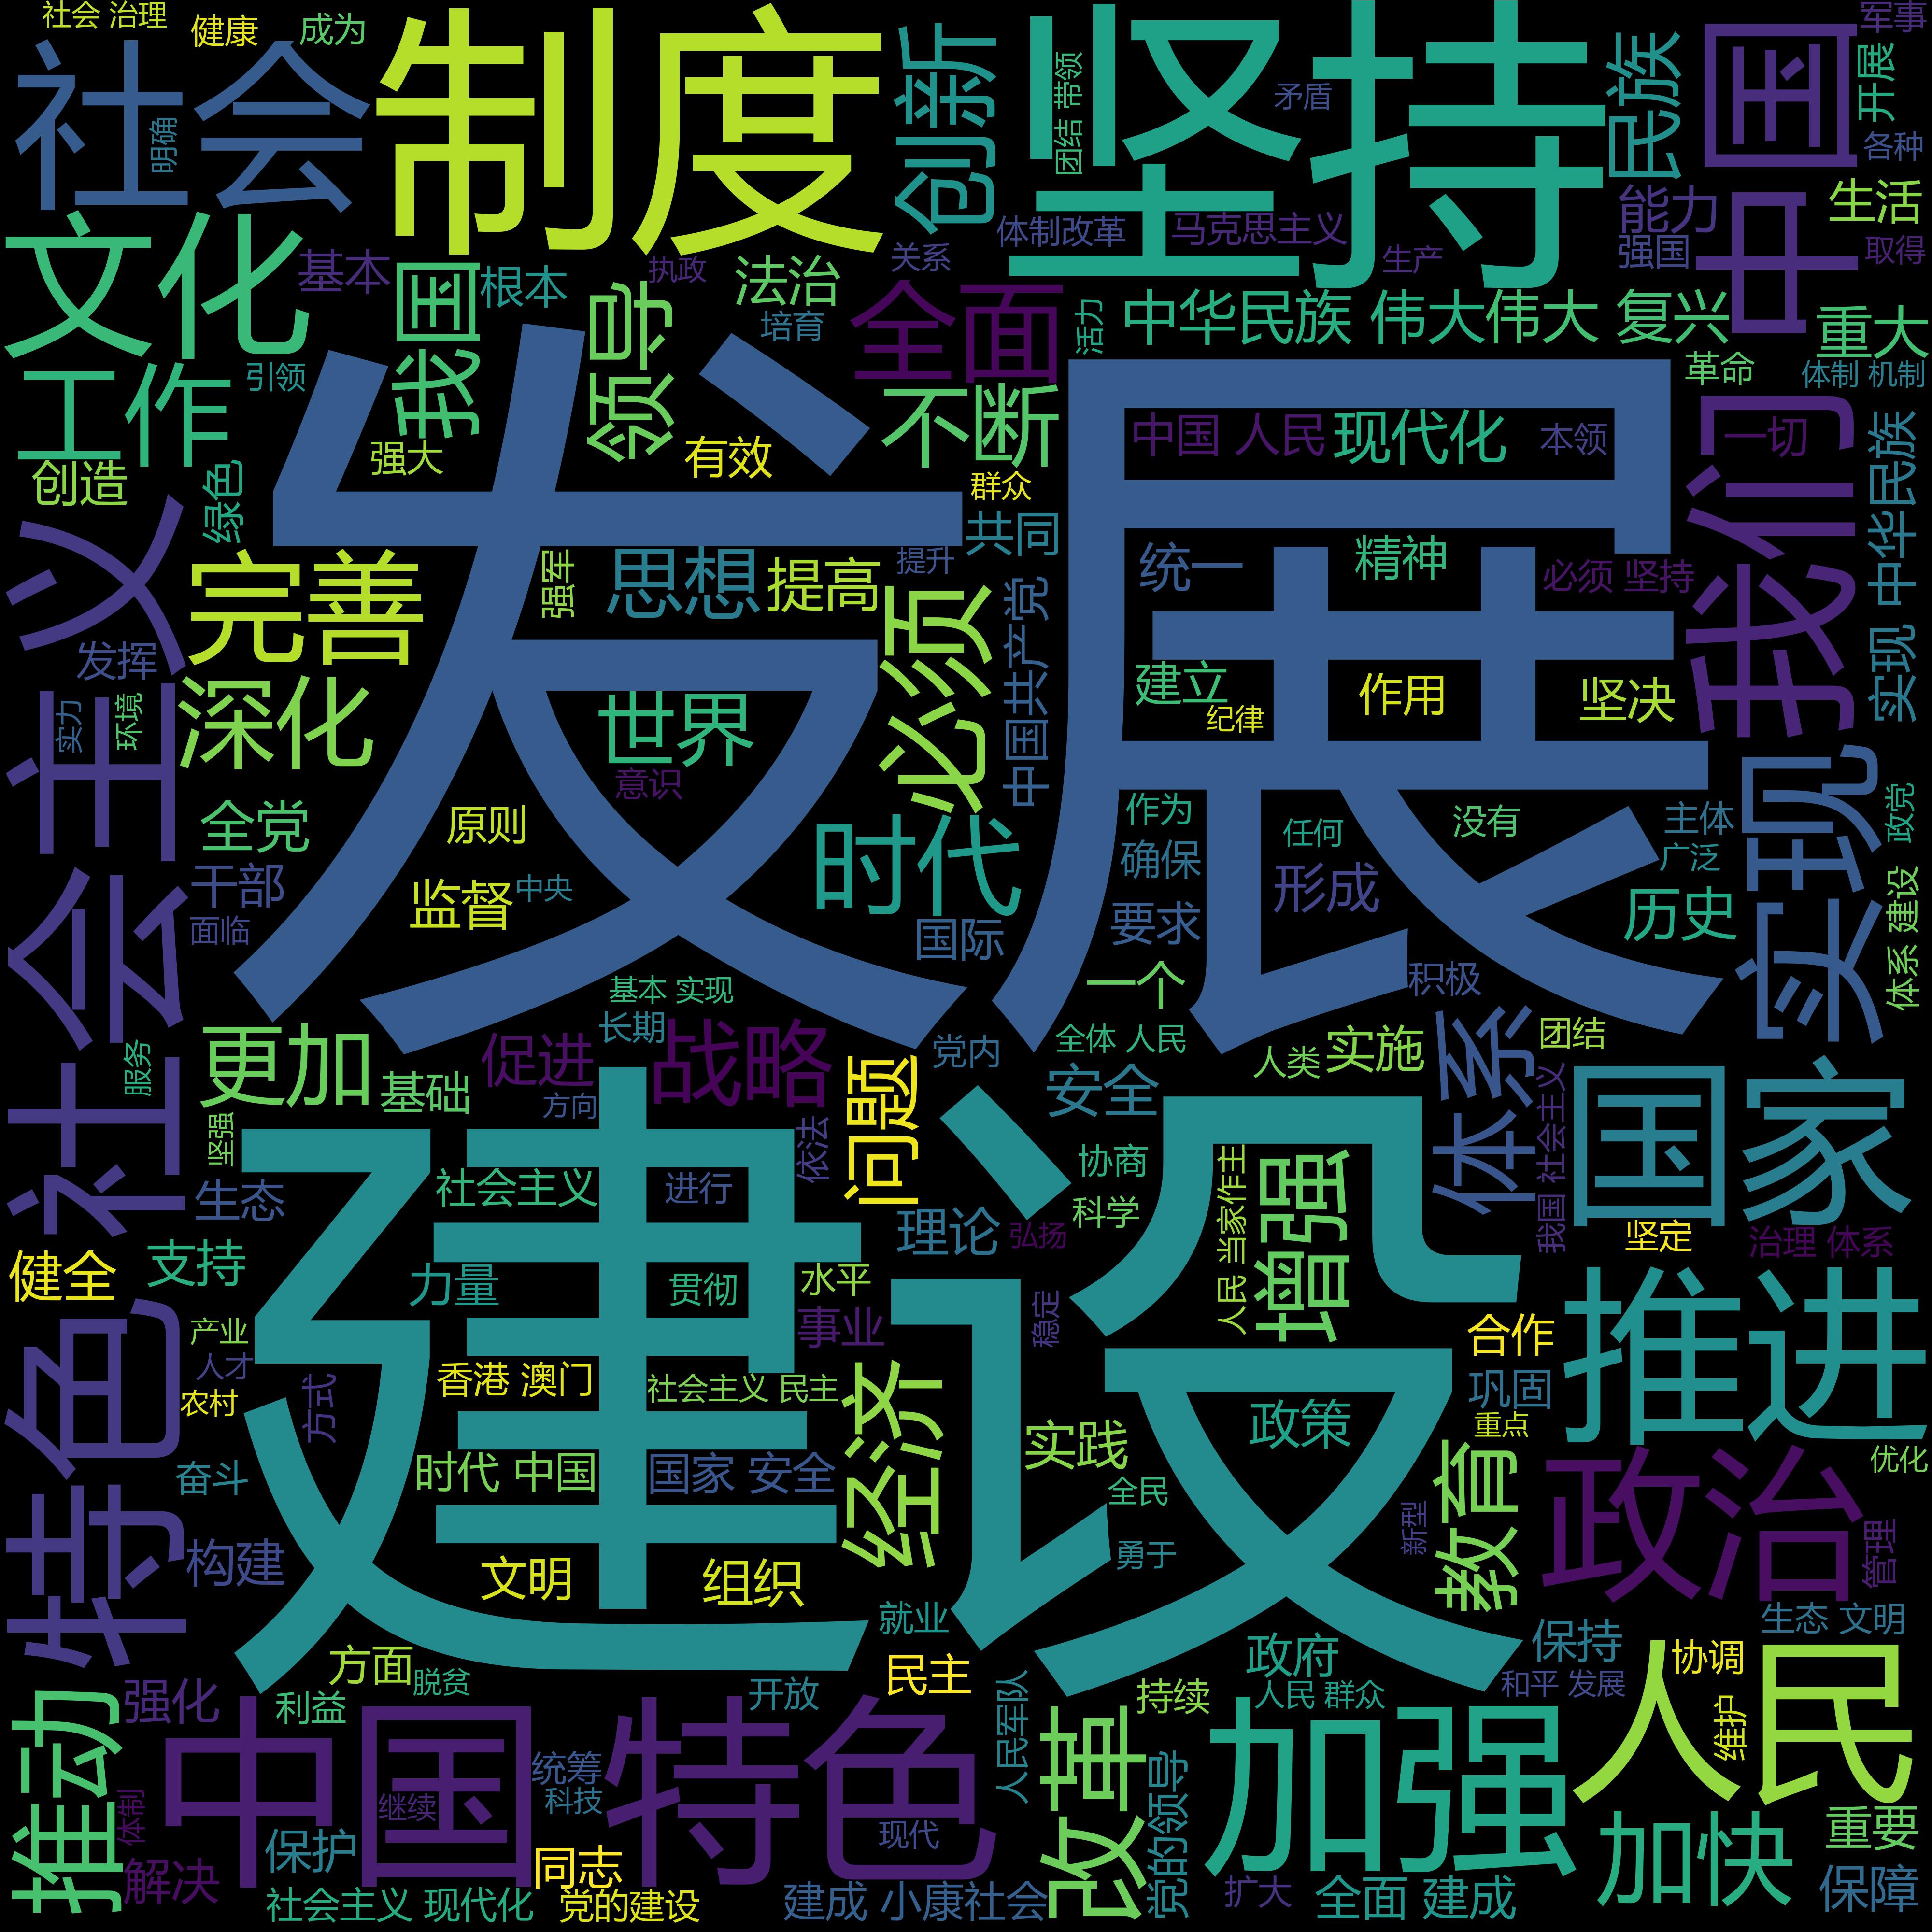 社会 治理
健康
成为
制度
坚持
创新
团结 带领
矛盾
民族
中国
军事
开展
各种
社会
明确
能力
强国
生活
取得
体制改革
马克思主义
生产
关系
文化
基本
我国
根本
执政
法治
培育
领导
全面
活力
中华民族 伟大
伟大 复兴
重大
革命
体制 机制
工作
引领
不断
中国 人民
现代化
本领
我们
一切
实现 中华民族
创造
绿色
强大
有效
群众
共同
发展
社会主义
特色社会主义
完善
强军
思想
提高
提升
统一
精神
必须 坚持
必须
中国共产党
发挥
深化
世界
意识
建立
纪律
作用
坚决
实力
环境
全党
原则
时代
作为
任何
没有
主体
政党
实现
干部
监督
中央
确保
形成
广泛
历史
面临
国际
要求
体系 建设
基本 实现
长期
一个
积极
更加
基础
促进
战略
方向
问题
党内
全体 人民
人类
实施
体系
团结
国家
服务
坚强
安全
我国 社会主义
依法
生态
社会主义
进行
协商
科学
人民 当家作主
增强
理论
弘扬
坚定
治理 体系
健全
支持
力量
贯彻
水平
事业
稳定
推进
建设
产业
人才
农村
方式
香港 澳门
社会主义 民主
经济
合作
巩固
重点
政策
实践
教育
政治
优化
时代 中国
国家 安全
全民
奋斗
新型
管理
构建
文明
组织
勇于
就业
生态 文明
方面
脱贫
民主
政府
保持
协调
人民
推动
强化
利益
中国特色
开放
人民军队
持续
人民 群众
和平 发展
维护
改革
加强
统筹
科技
继续
体制
现代
党的领导
加快
重要
解决
保护
同志
社会主义 现代化
党的建设
建成 小康社会
扩大
全面 建成
保障